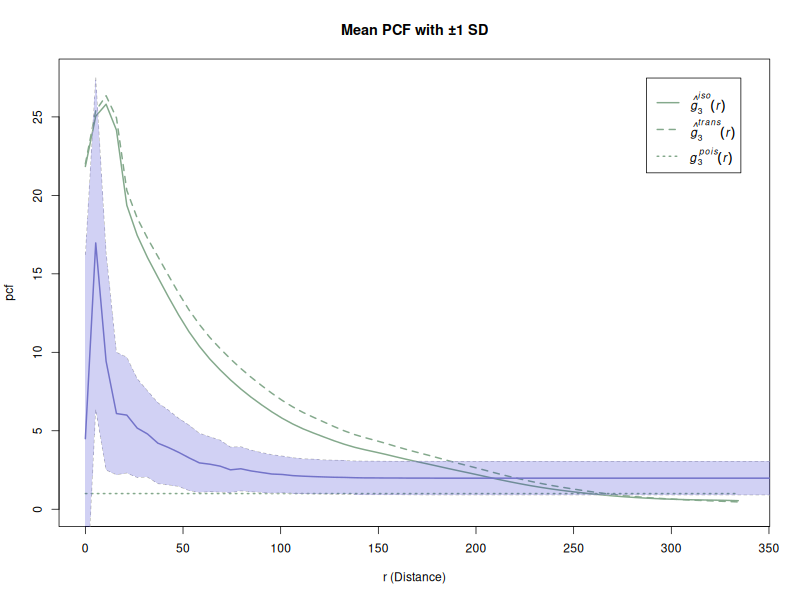 Mean PCF with ±1 SD
ĝ₃^iso(r)
ĝ₃^trans(r)
g₃^pois(r)
pcf
25
20
15
10
5
0
0 50 100 150 200 250 300 350
r (Distance)